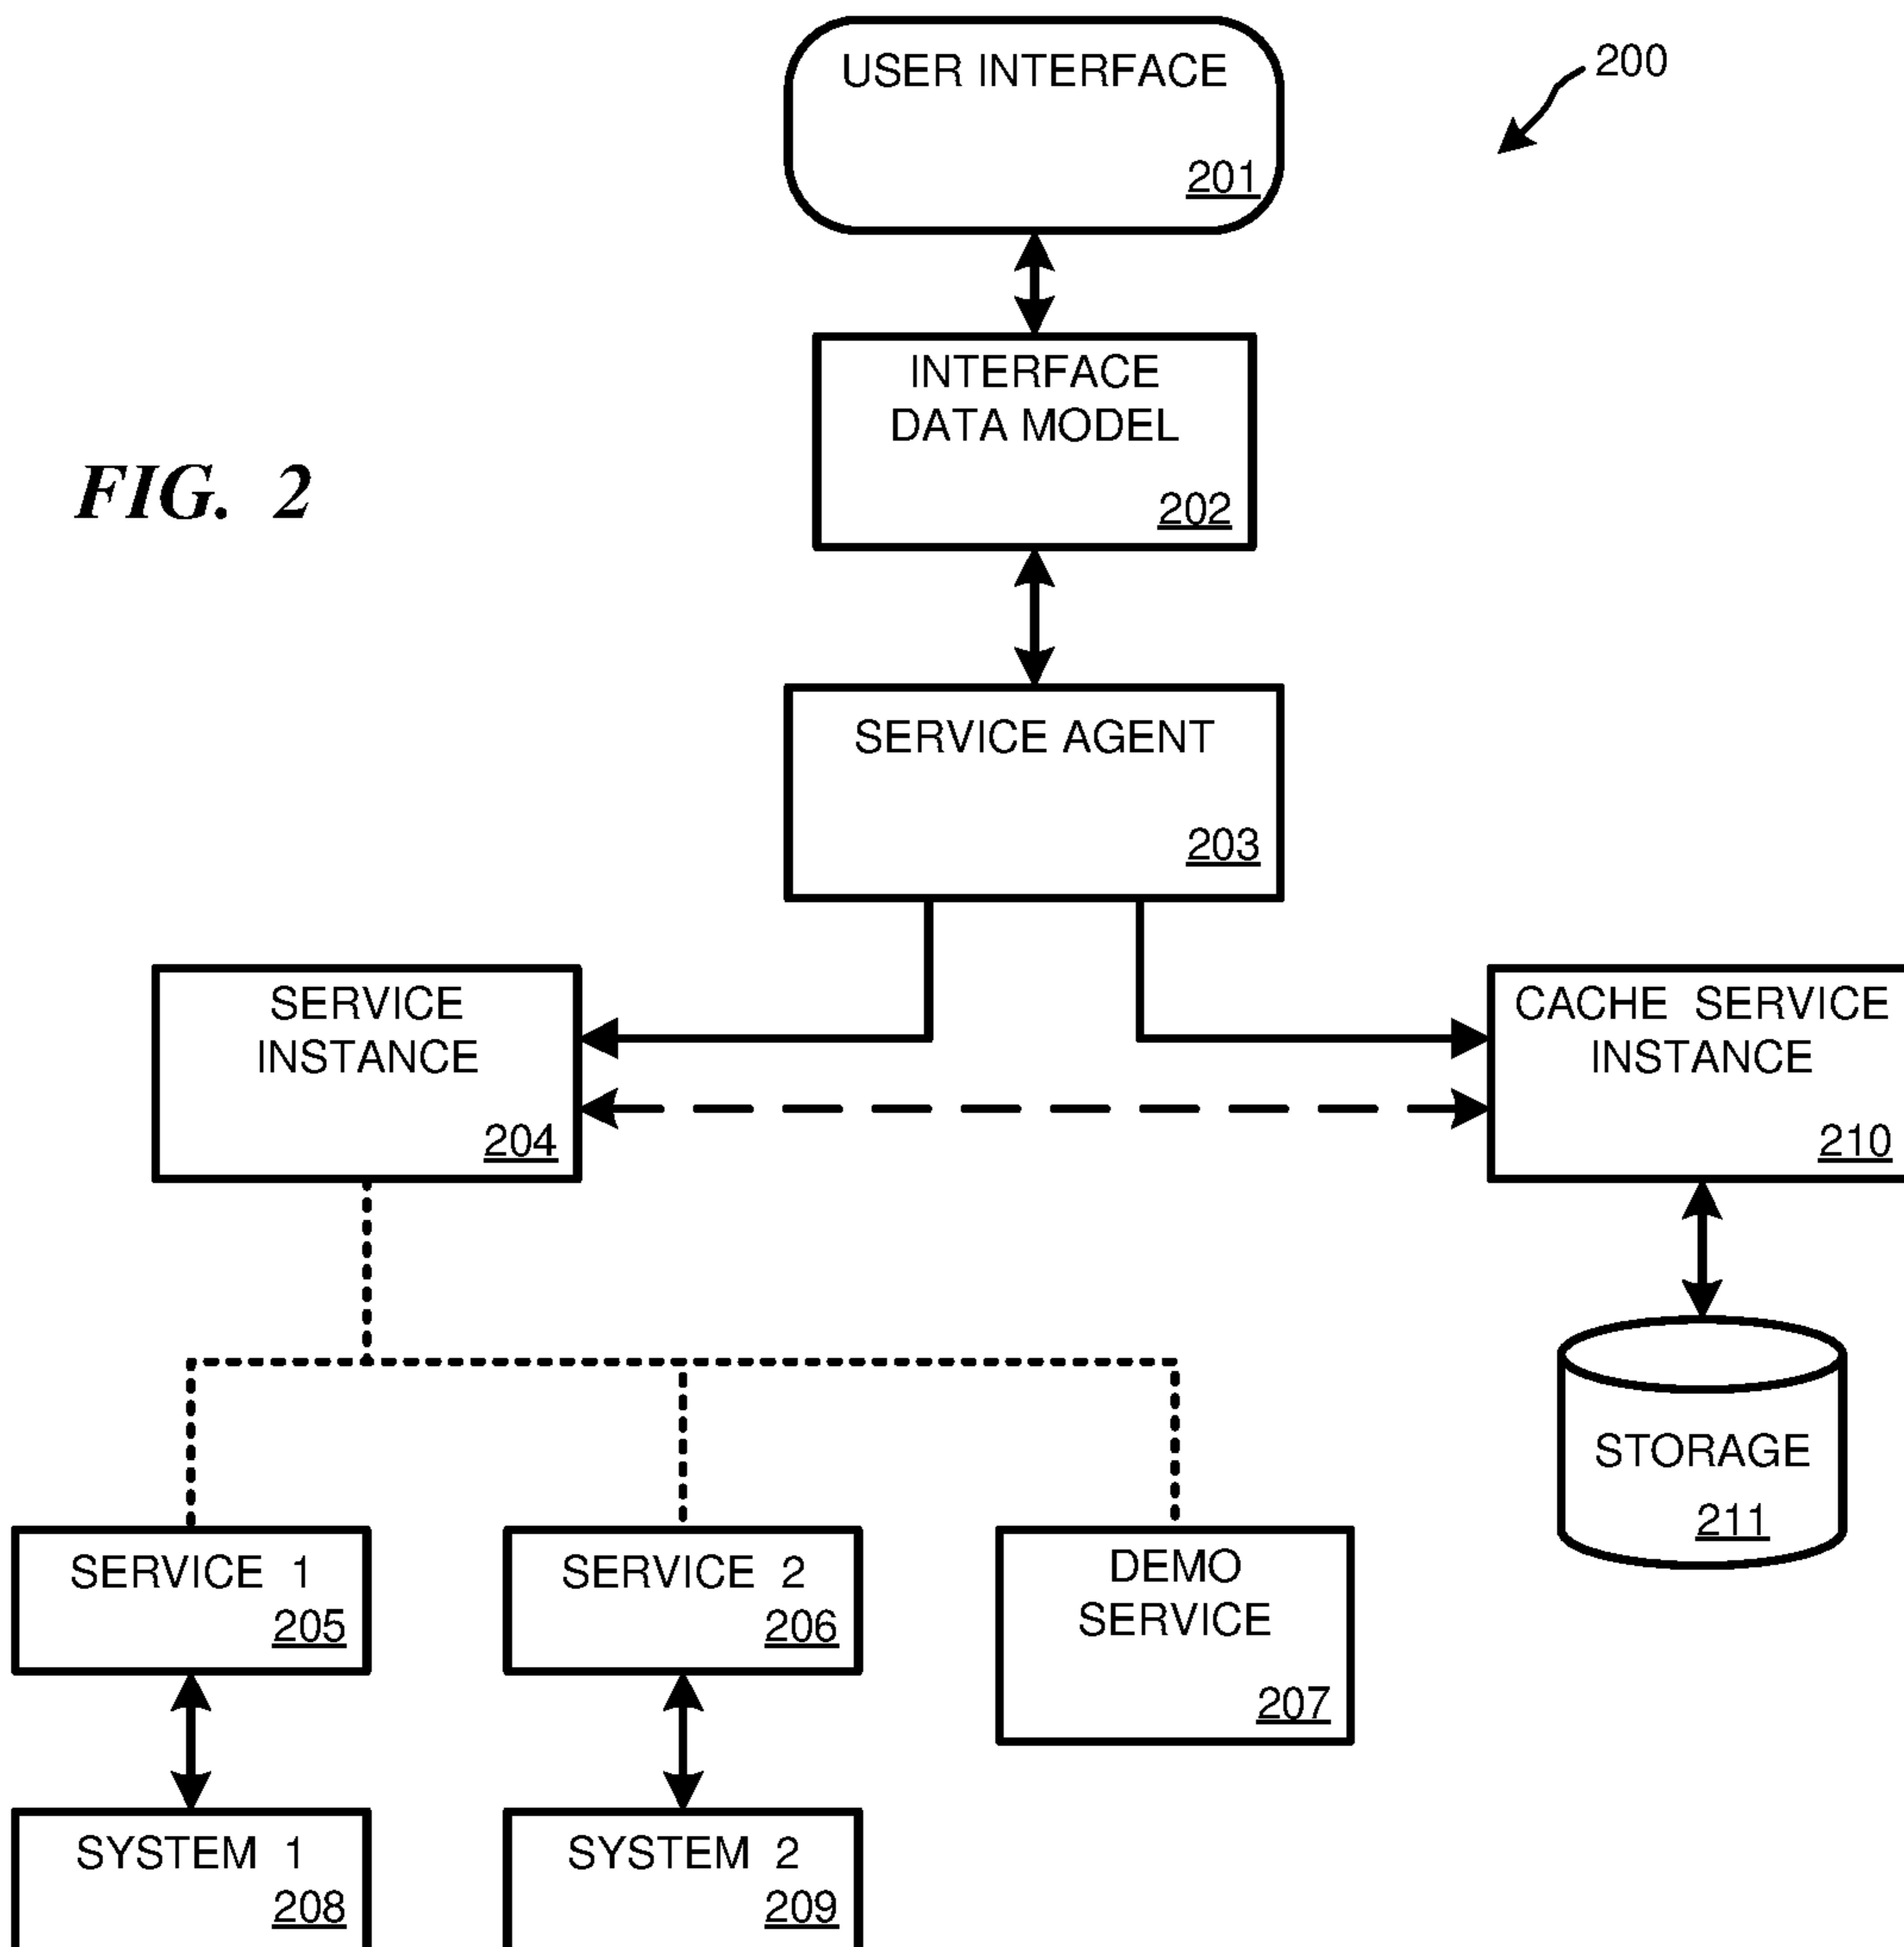 USER INTERFACE
201
200
INTERFACE
DATA MODEL
202
FIG. 2
SERVICE AGENT
203
SERVICE
INSTANCE
204
CACHE SERVICE
INSTANCE
210
STORAGE
211
SERVICE 1
205
SERVICE 2
206
DEMO
SERVICE
207
SYSTEM 1
208
SYSTEM 2
209